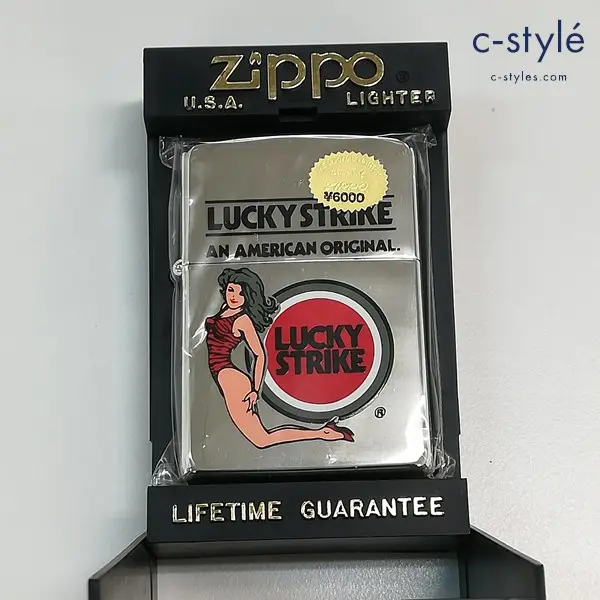 c-stylé
c-styles.com
Zippo ®
U.S.A. LIGHTER
¥6000
LUCKY STRIKE
AN AMERICAN ORIGINAL.
LUCKY
STRIKE
®
LIFETIME GUARANTEE